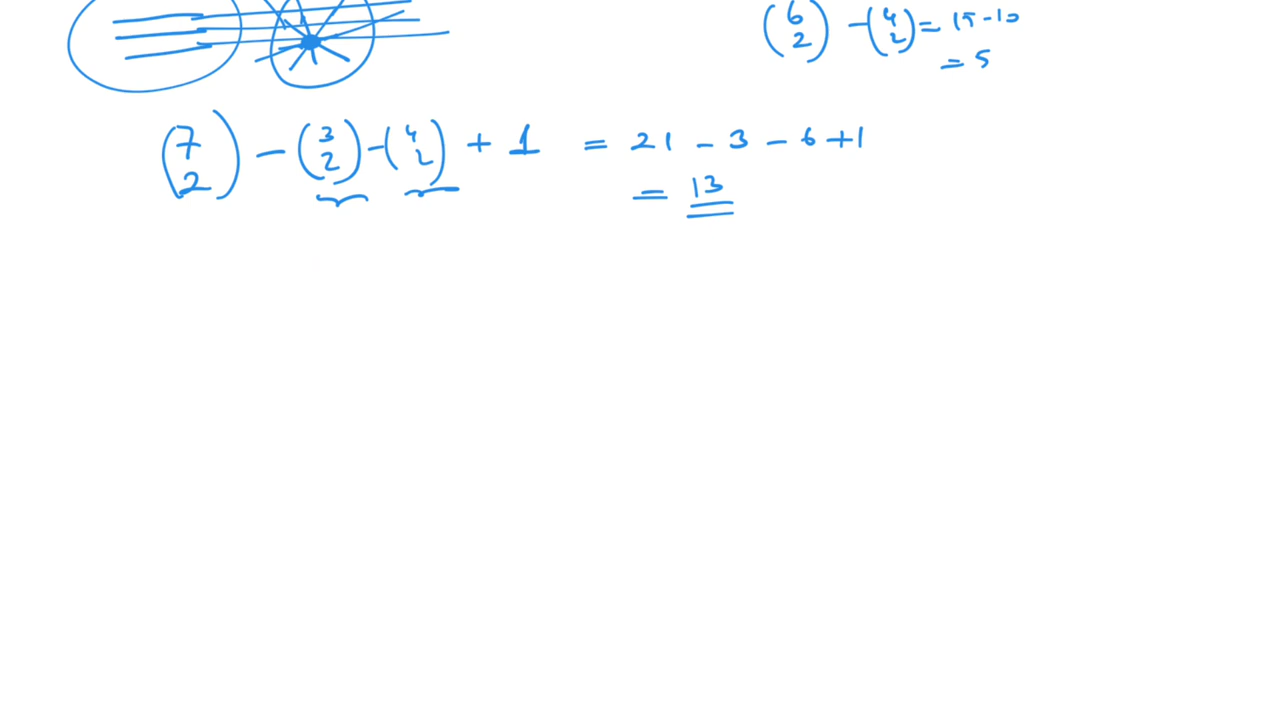 (6 2) - (4 2) = 15 - 10
= 5
(7 2) - (3 2) - (4 2) + 1 = 21 - 3 - 6 + 1
= 13